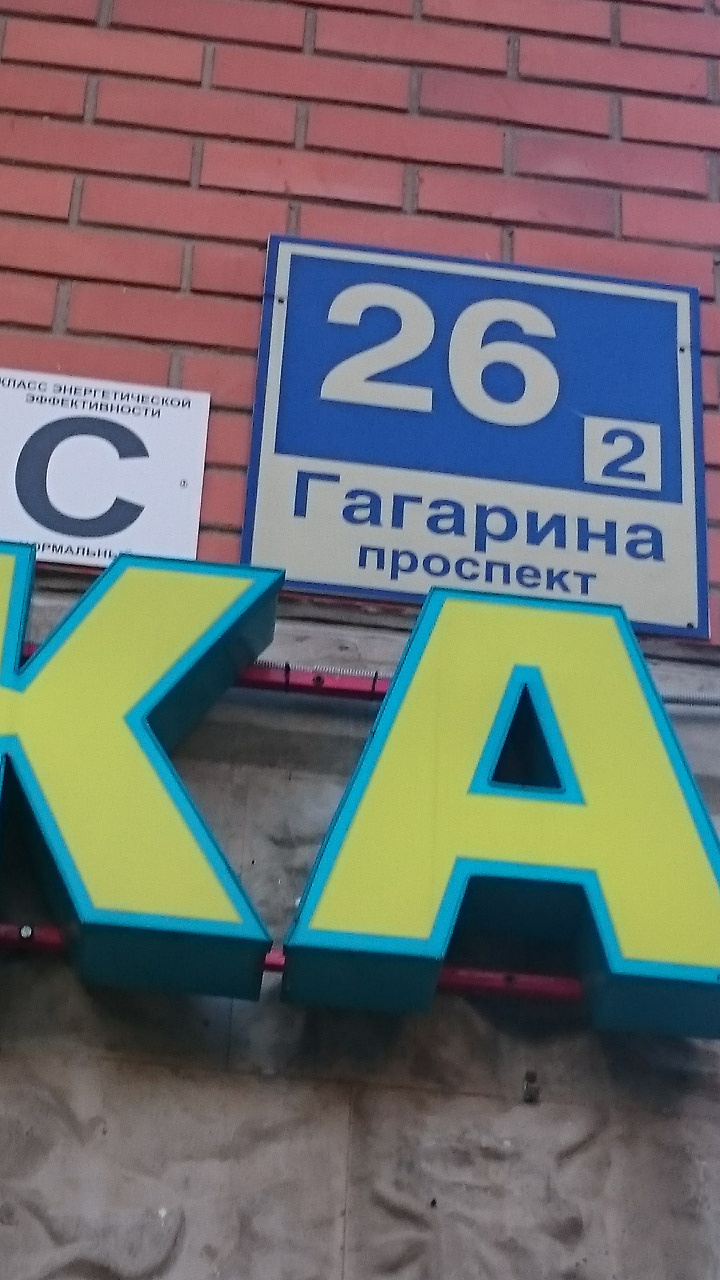 26
2
Гагарина
проспект
КЛАСС ЭНЕРГЕТИЧЕСКОЙ
ЭФФЕКТИВНОСТИ
C
КА